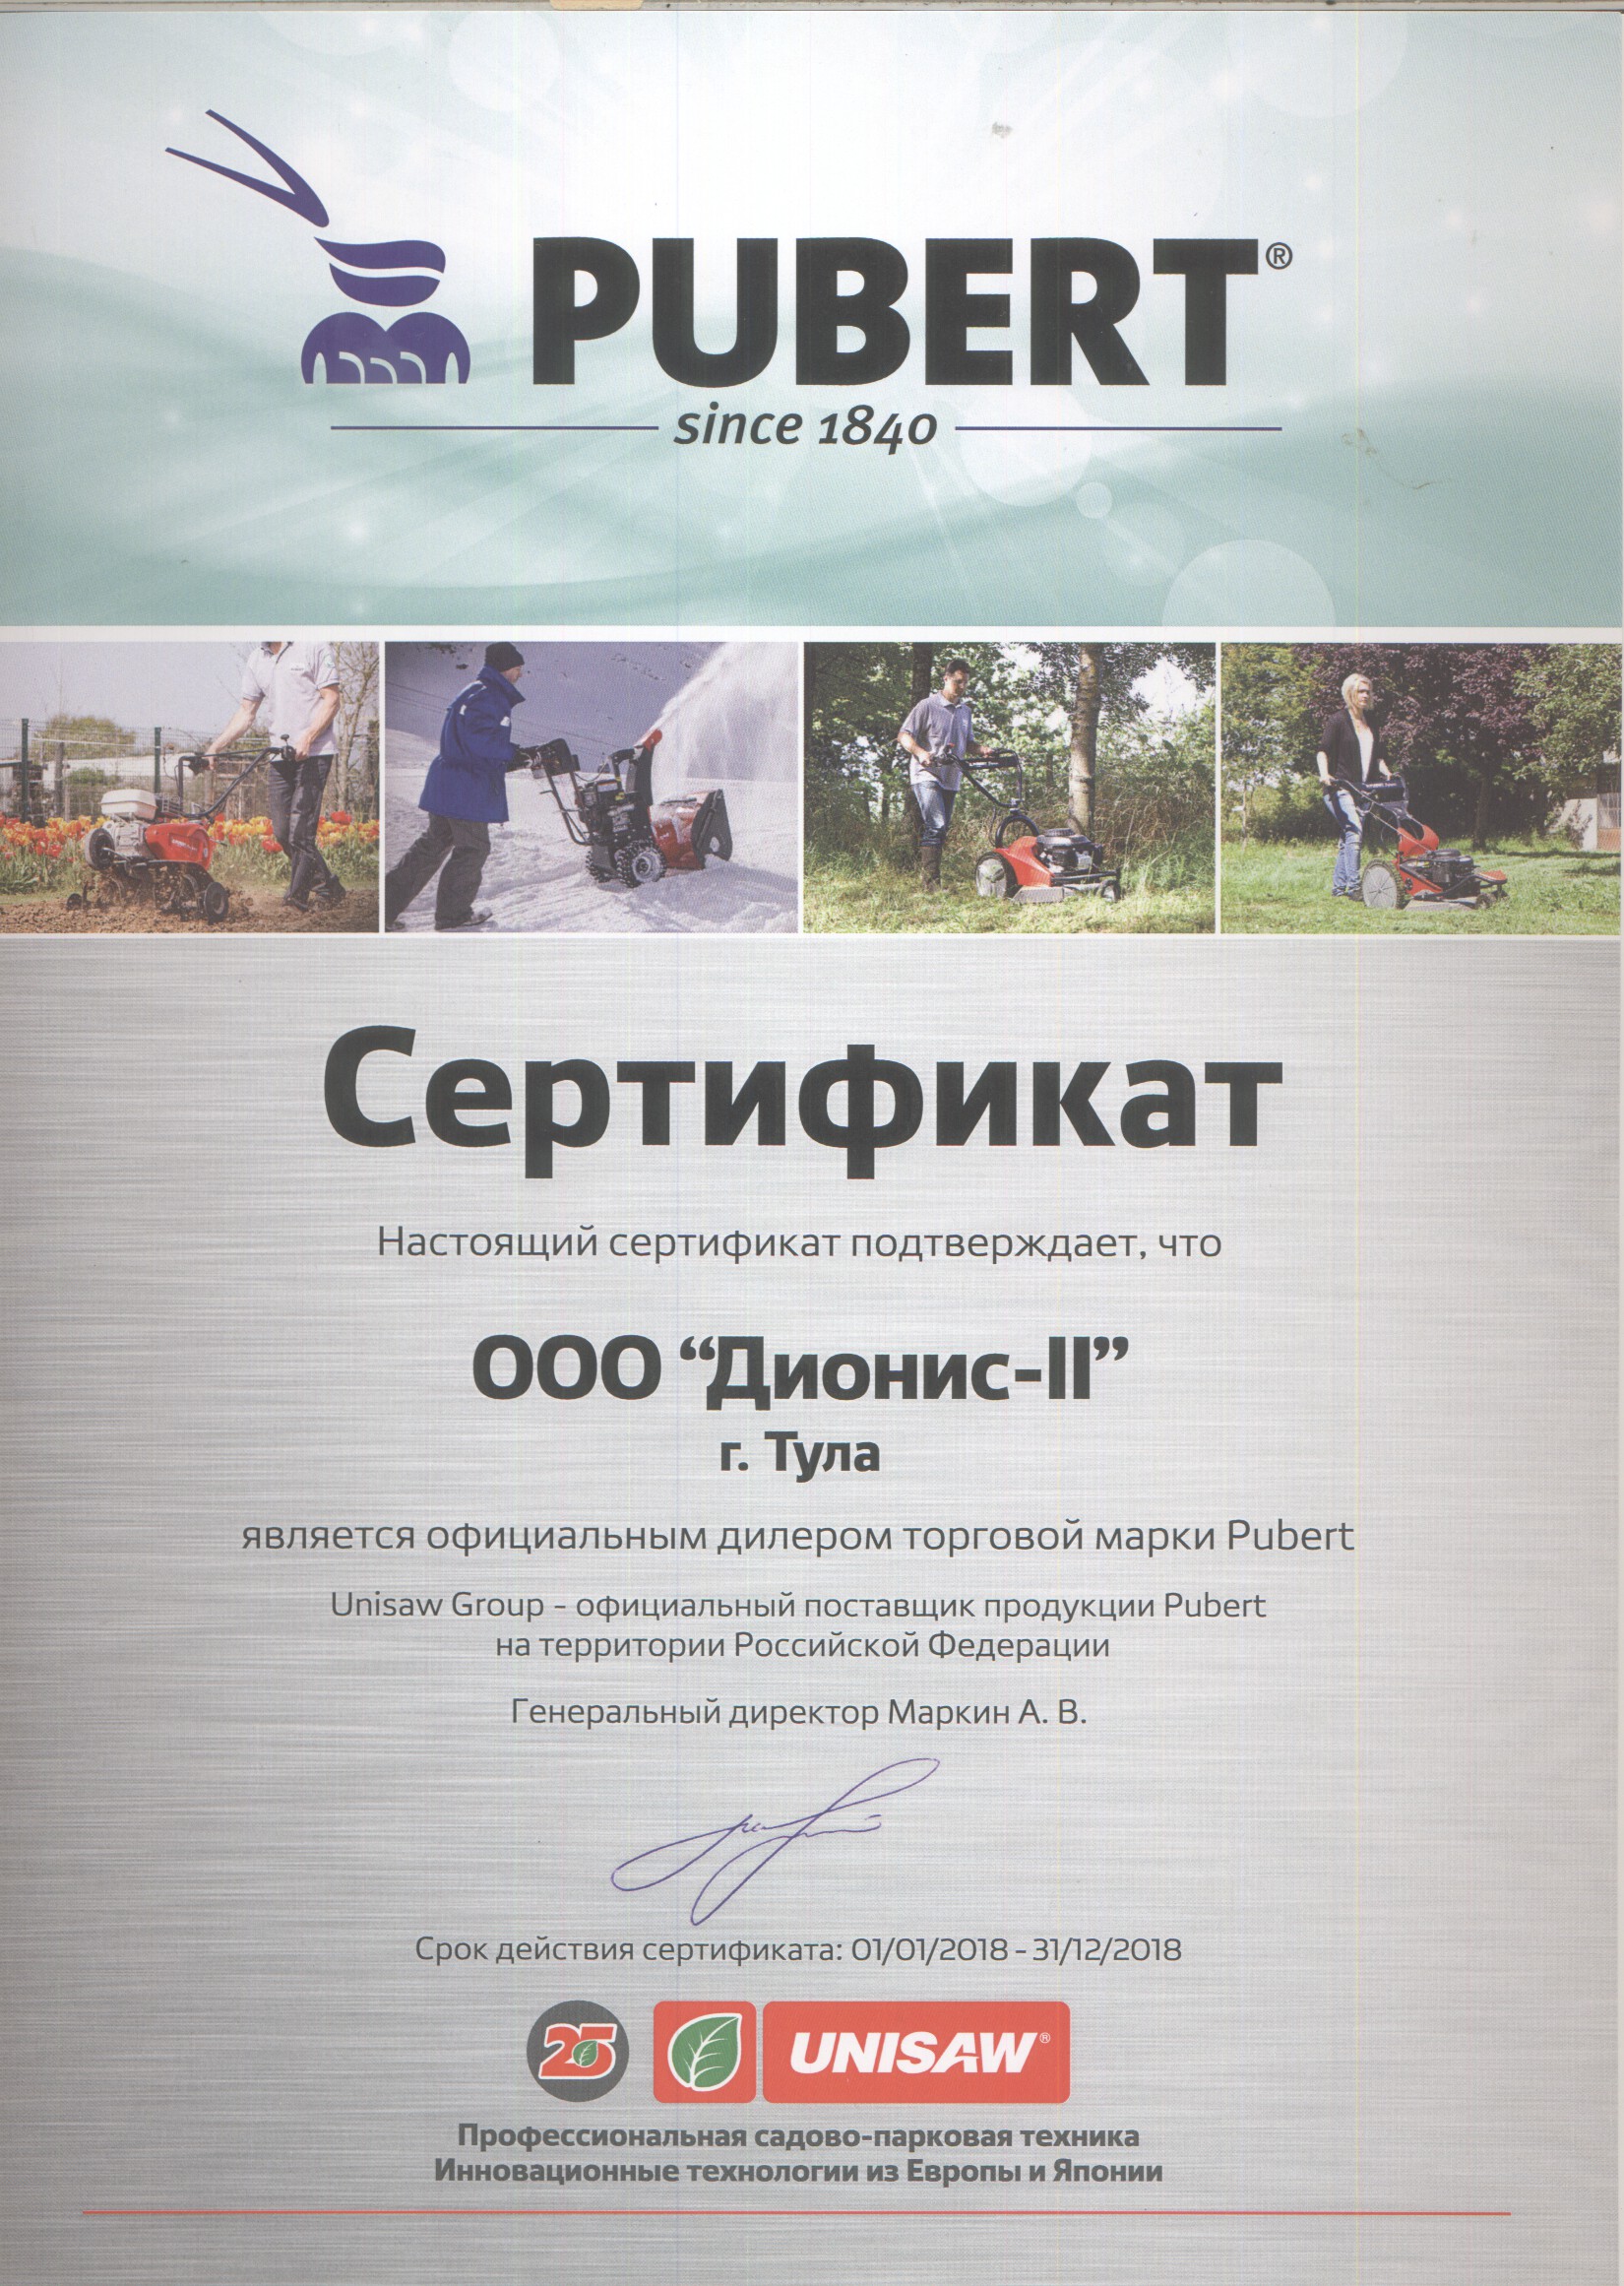 PUBERT®
since 1840
Сертификат
Настоящий сертификат подтверждает, что
ООО “Дионис-II”
г. Тула
является официальным дилером торговой марки Pubert
Unisaw Group - официальный поставщик продукции Pubert
на территории Российской Федерации
Генеральный директор Маркин А. В.
Срок действия сертификата: 01/01/2018 - 31/12/2018
25 UNISAW®
Профессиональная садово-парковая техника
Инновационные технологии из Европы и Японии